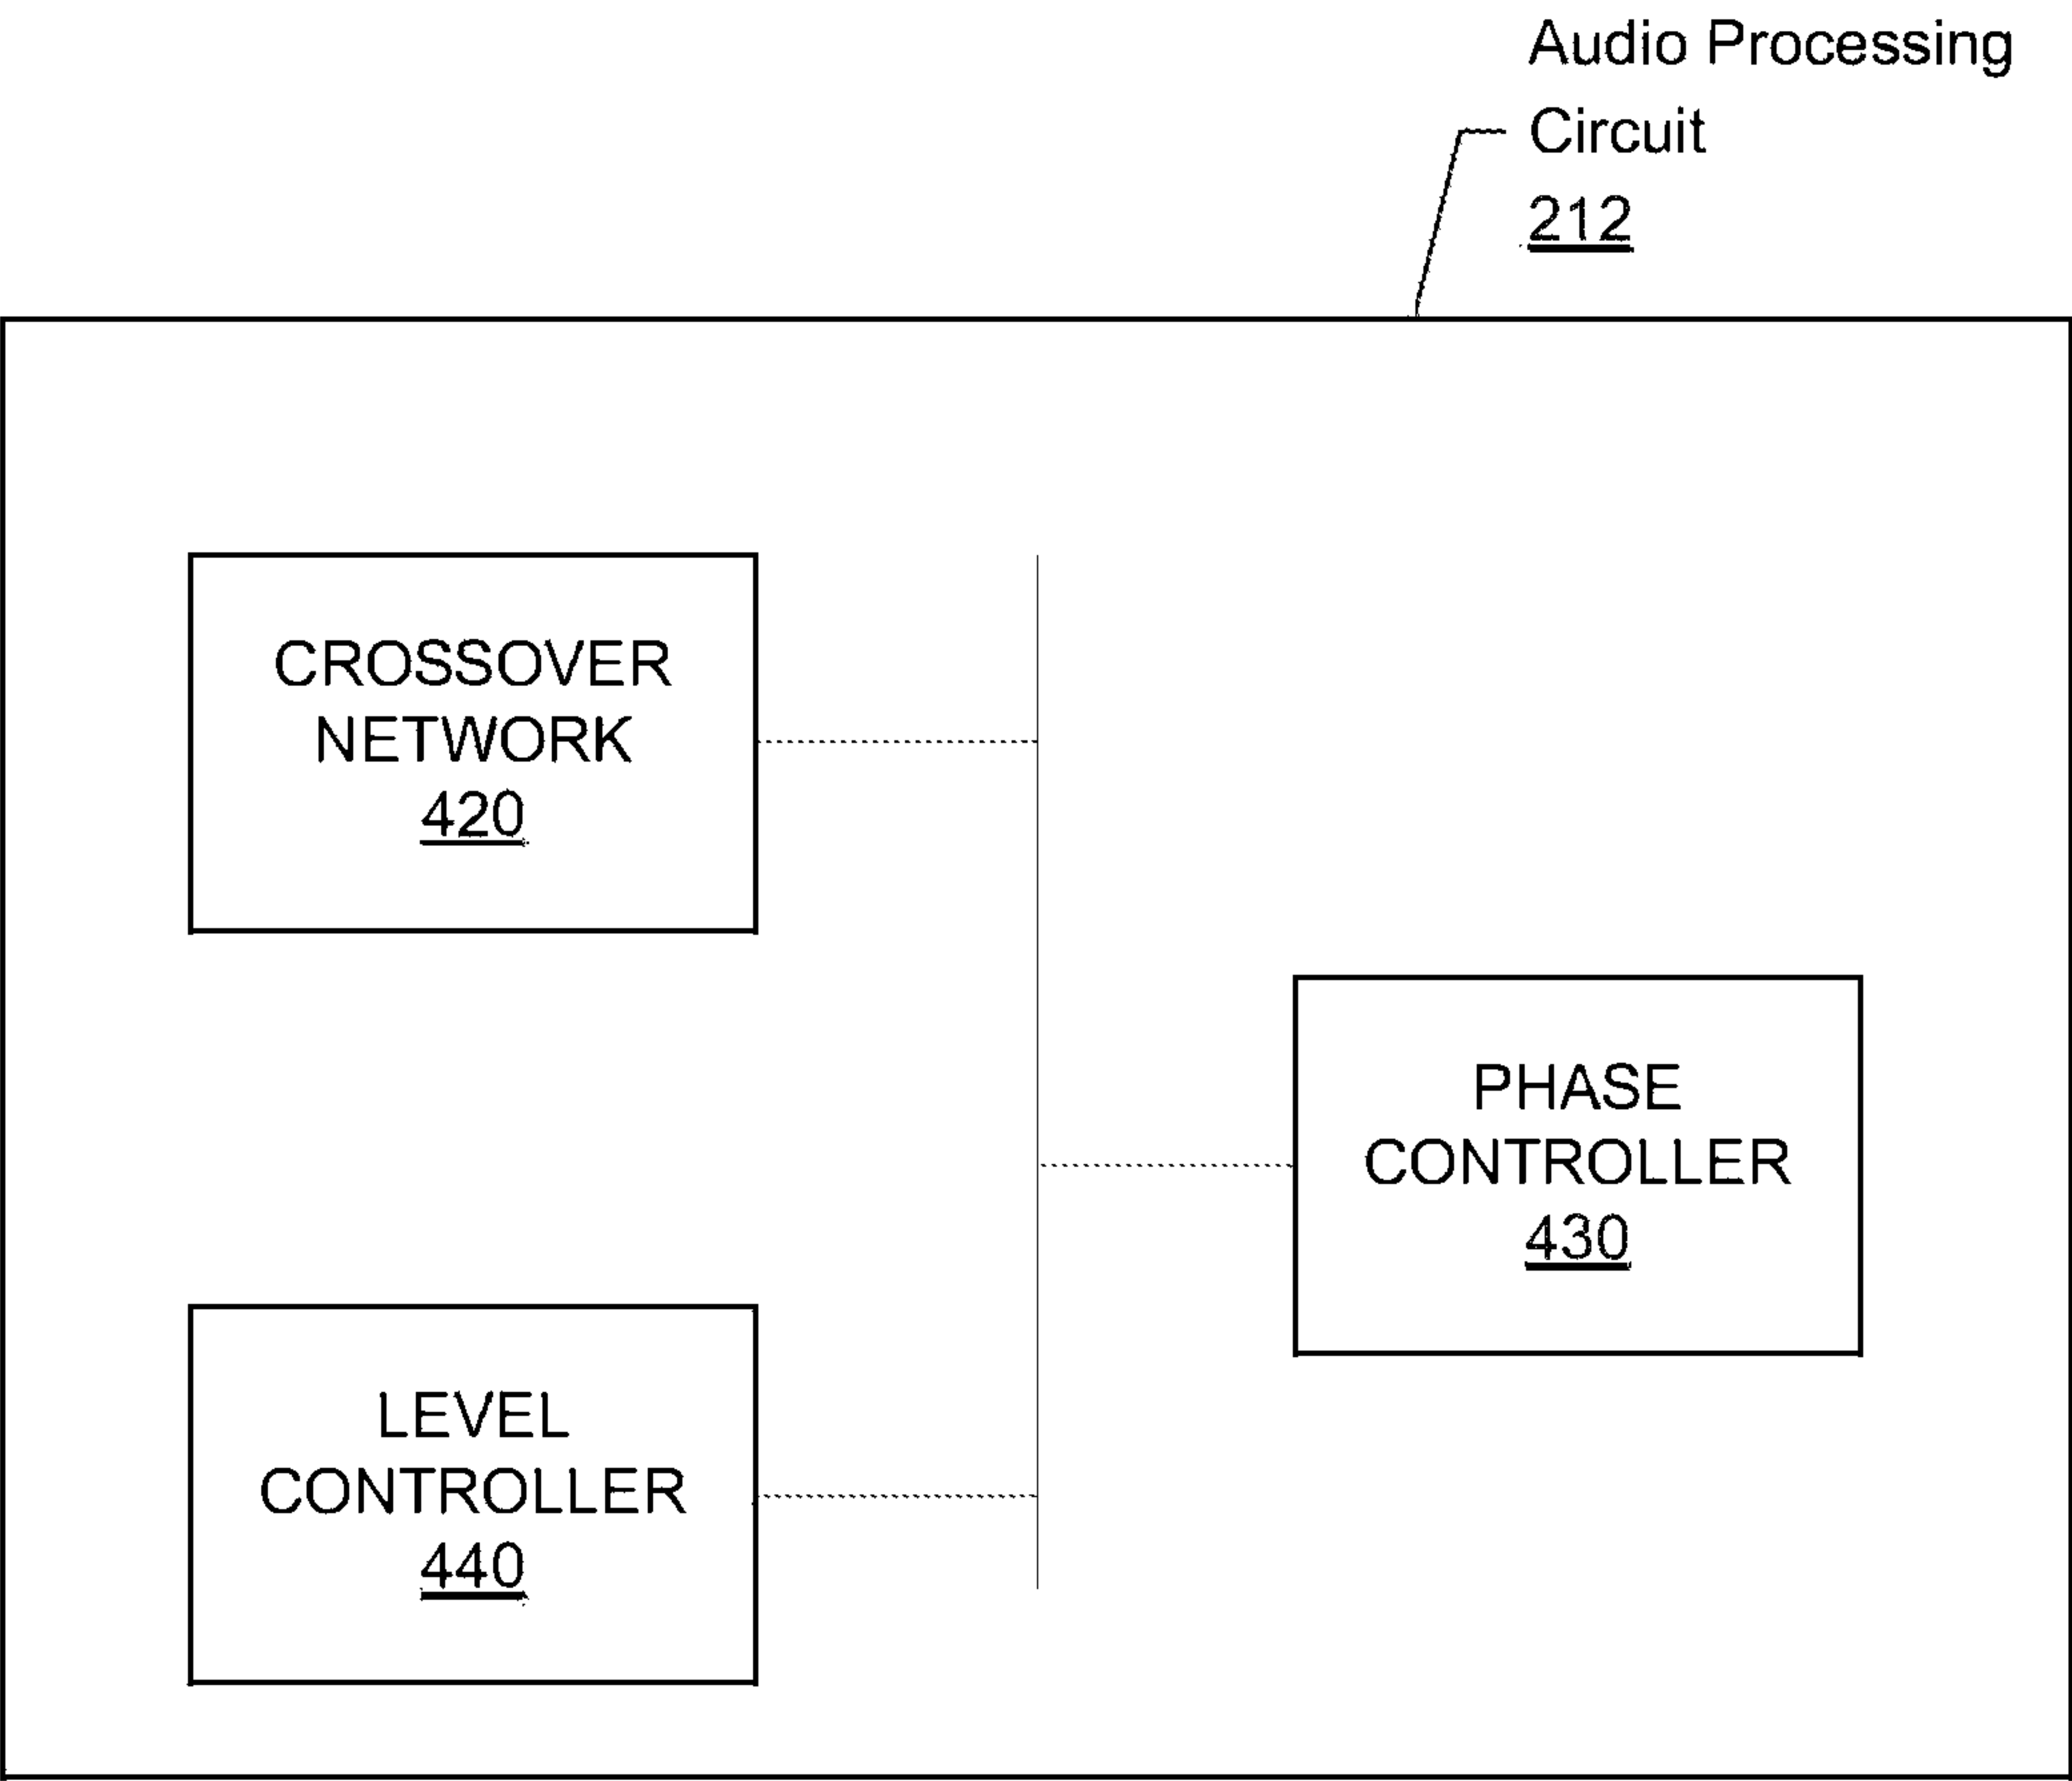 Audio Processing
Circuit
212
CROSSOVER
NETWORK
420
PHASE
CONTROLLER
430
LEVEL
CONTROLLER
440